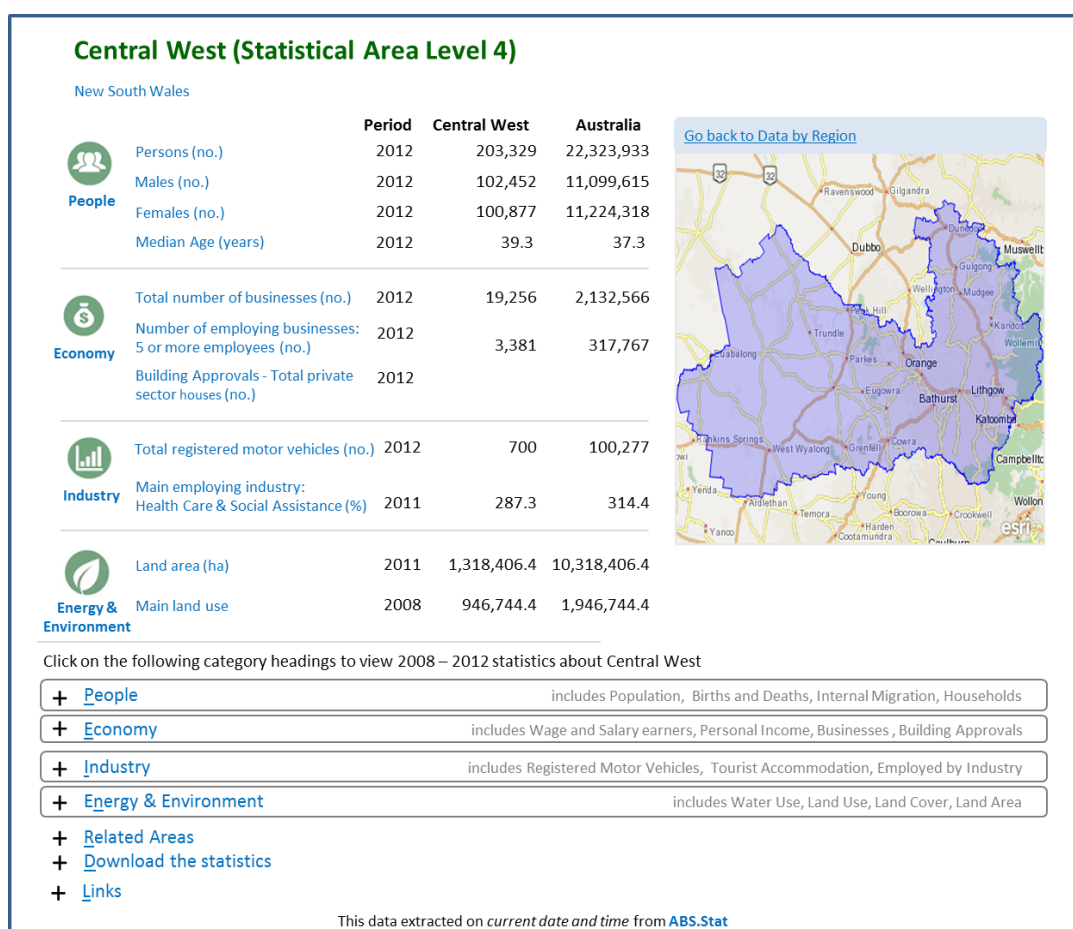 Central West (Statistical Area Level 4)
New South Wales
Period Central West Australia
Persons (no.) 2012 203,329 22,323,933
Males (no.) 2012 102,452 11,099,615
People
Females (no.) 2012 100,877 11,224,318
Median Age (years) 2012 39.3 37.3
Total number of businesses (no.) 2012 19,256 2,132,566
Economy
Number of employing businesses: 2012
5 or more employees (no.) 3,381 317,767
Building Approvals - Total private 2012
sector houses (no.)
Total registered motor vehicles (no.) 2012 700 100,277
Industry
Main employing industry:
Health Care & Social Assistance (%) 2011 287.3 314.4
Land area (ha) 2011 1,318,406.4 10,318,406.4
Energy &
Environment
Main land use 2008 946,744.4 1,946,744.4
Go back to Data by Region
32
32
Ravenswood
Gilgandra
Dubbo
Dunedoo
Muswellb
Gulgong
Wellington
Mudgee
Peak Hill
Trundle
Kandos
Wollemi
Euabalong
Parkes
Orange
Eugowra
Bathurst
Lithgow
Katoomba
Rankins Springs
West Wyalong
Grenfell
Cowra
Campbellto
owi
Yenda
Ardlethan
Young
Temora
Boorowa
Crookwell
Wollon
Yanco
Harden
Cootamundra
Goulburn
esri
Click on the following category headings to view 2008 – 2012 statistics about Central West
+ People includes Population, Births and Deaths, Internal Migration, Households
+ Economy includes Wage and Salary earners, Personal Income, Businesses , Building Approvals
+ Industry includes Registered Motor Vehicles, Tourist Accommodation, Employed by Industry
+ Energy & Environment includes Water Use, Land Use, Land Cover, Land Area
+ Related Areas
+ Download the statistics
+ Links
This data extracted on current date and time from ABS.Stat